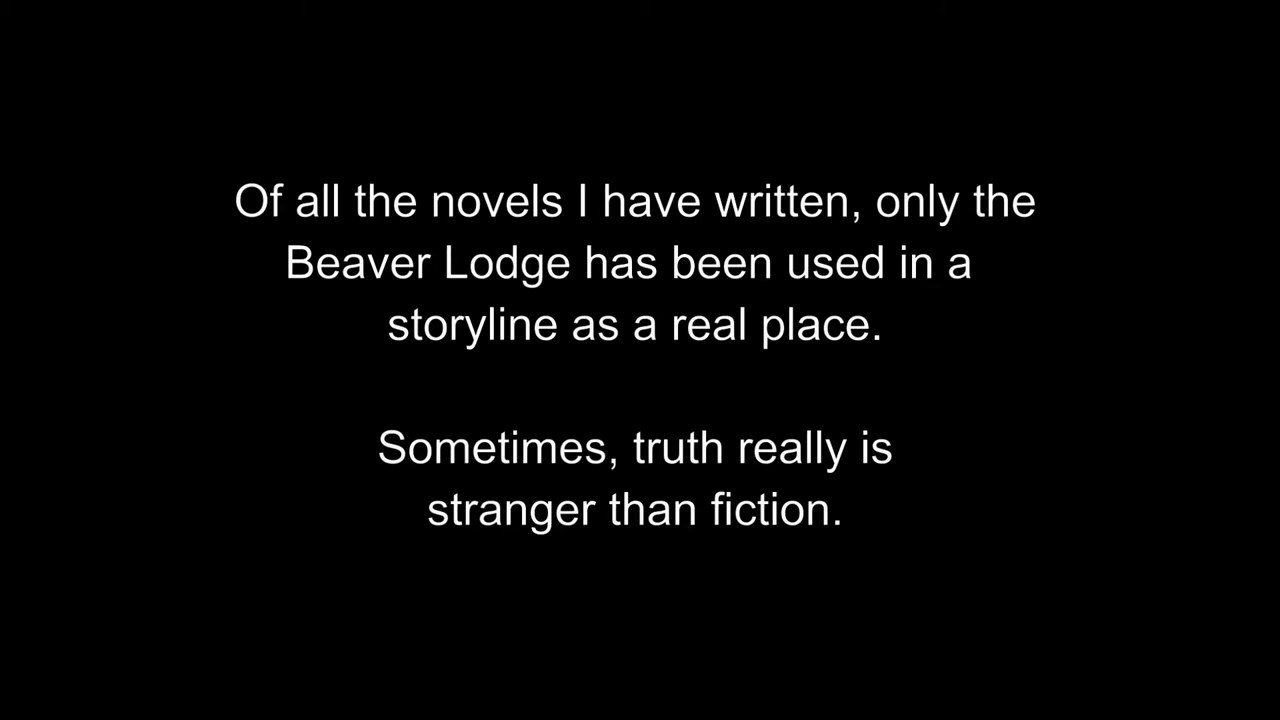 Of all the novels I have written, only the
Beaver Lodge has been used in a
storyline as a real place.
Sometimes, truth really is
stranger than fiction.